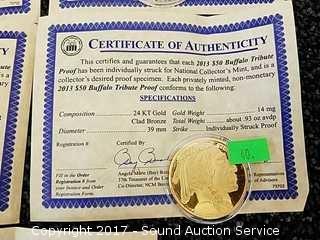 CERTIFICATE OF AUTHENTICITY
This certifies and guarantees that each 2013 $50 Buffalo Tribute
Proof has been individually struck for National Collector's Mint, and is a
collector's desired proof specimen. Each privately minted, non-monetary
2013 $50 Buffalo Tribute Proof conforms to the following:
SPECIFICATIONS
Composition 24 KT Gold Weight 14 mg
Clad Bronze Total Weight about .93 oz avdp
Diameter 39 mm Strike Individually Struck Proof
Registration #
Certified By
60.
Fill in the Order
Registration # from
your Invoice and Order
Registration Form.
Angela Marie (Bay) Buchanan
37th Treasurer of the
Co-Director, NCM Board
Representatives
of Advisors
Copyright 2017 - Sound Auction Service